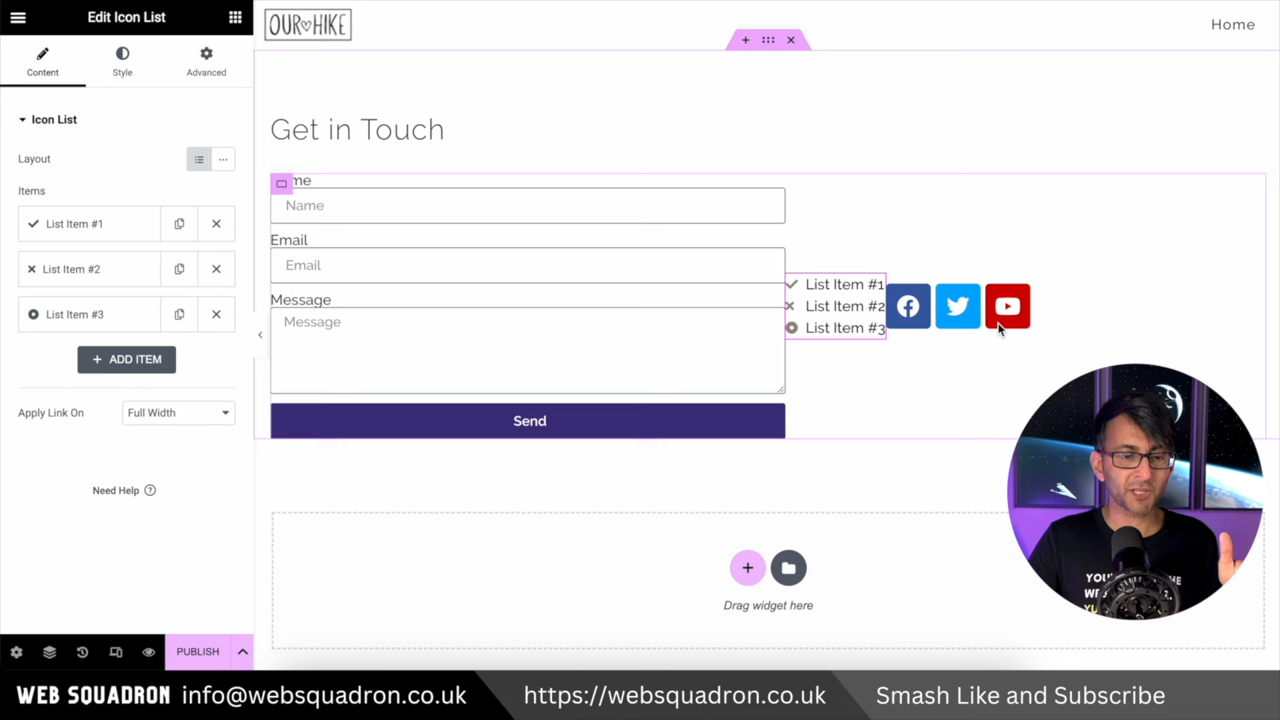 Edit Icon List
Content
Style
Advanced
Icon List
Layout
Items
List Item #1
List Item #2
List Item #3
+ ADD ITEM
Apply Link On
Full Width
Need Help
PUBLISH
OUR HIKE
Home
Get in Touch
me
Name
Email
Email
Message
Message
Send
List Item #1
List Item #2
List Item #3
Drag widget here
WEB SQUADRON info@websquadron.co.uk
https://websquadron.co.uk
Smash Like and Subscribe